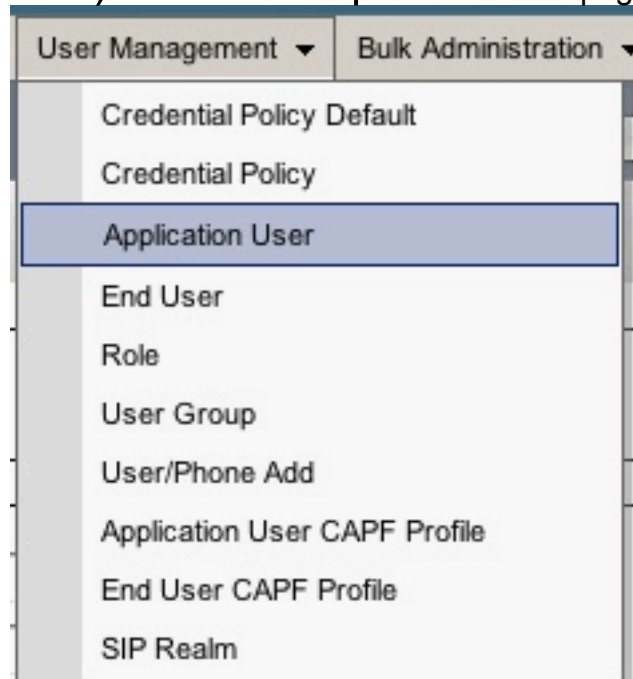 User Management Bulk Administration
Credential Policy Default
Credential Policy
Application User
End User
Role
User Group
User/Phone Add
Application User CAPF Profile
End User CAPF Profile
SIP Realm